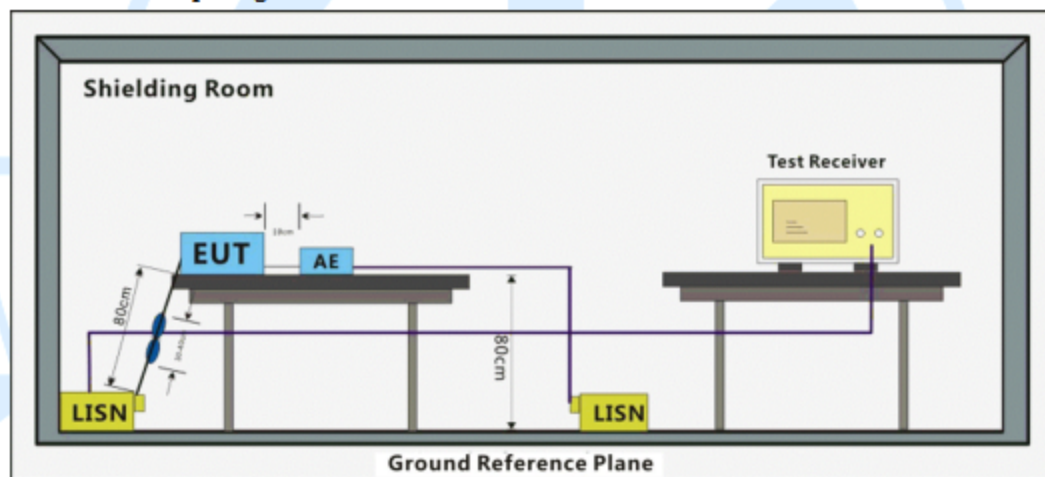 Shielding Room
Test Receiver
EUT
AE
80cm
80cm
LISN
LISN
Ground Reference Plane